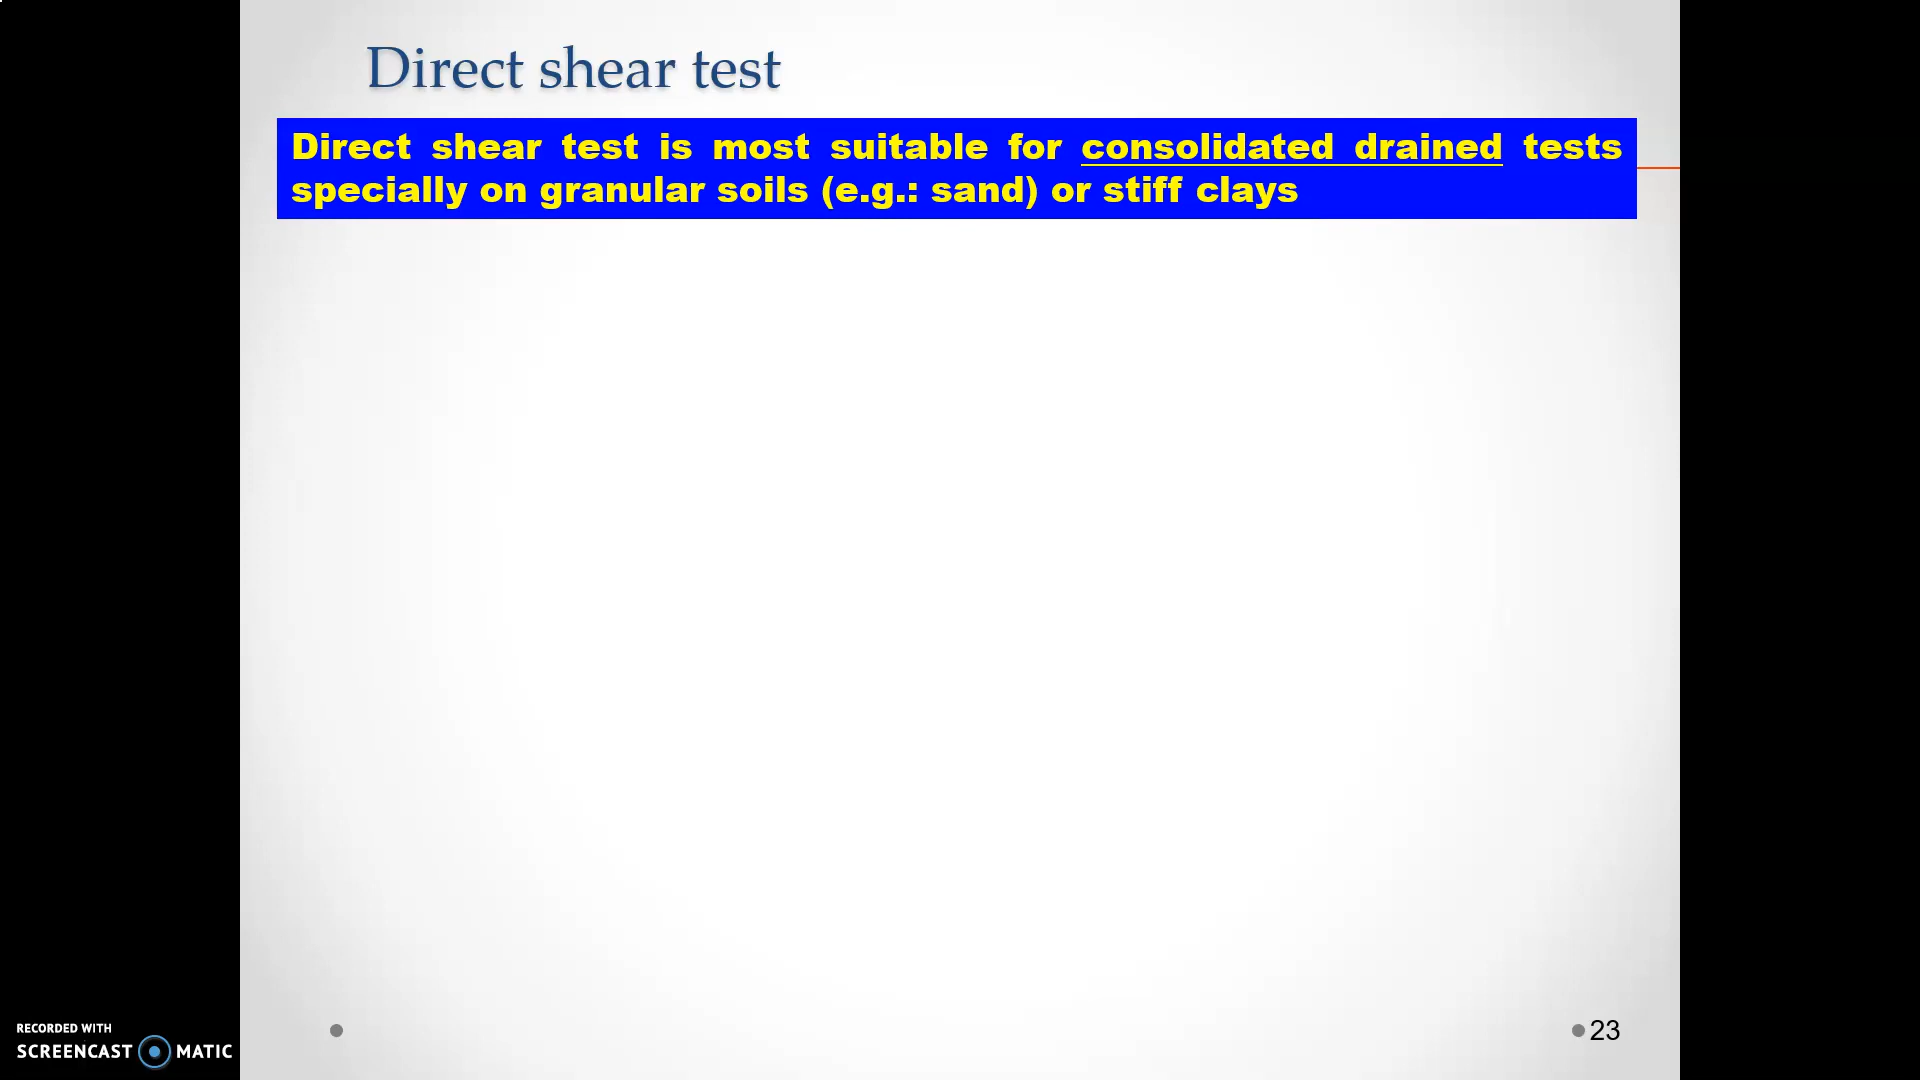 Direct shear test
Direct shear test is most suitable for consolidated drained tests
specially on granular soils (e.g.: sand) or stiff clays
23
RECORDED WITH
SCREENCAST MATIC